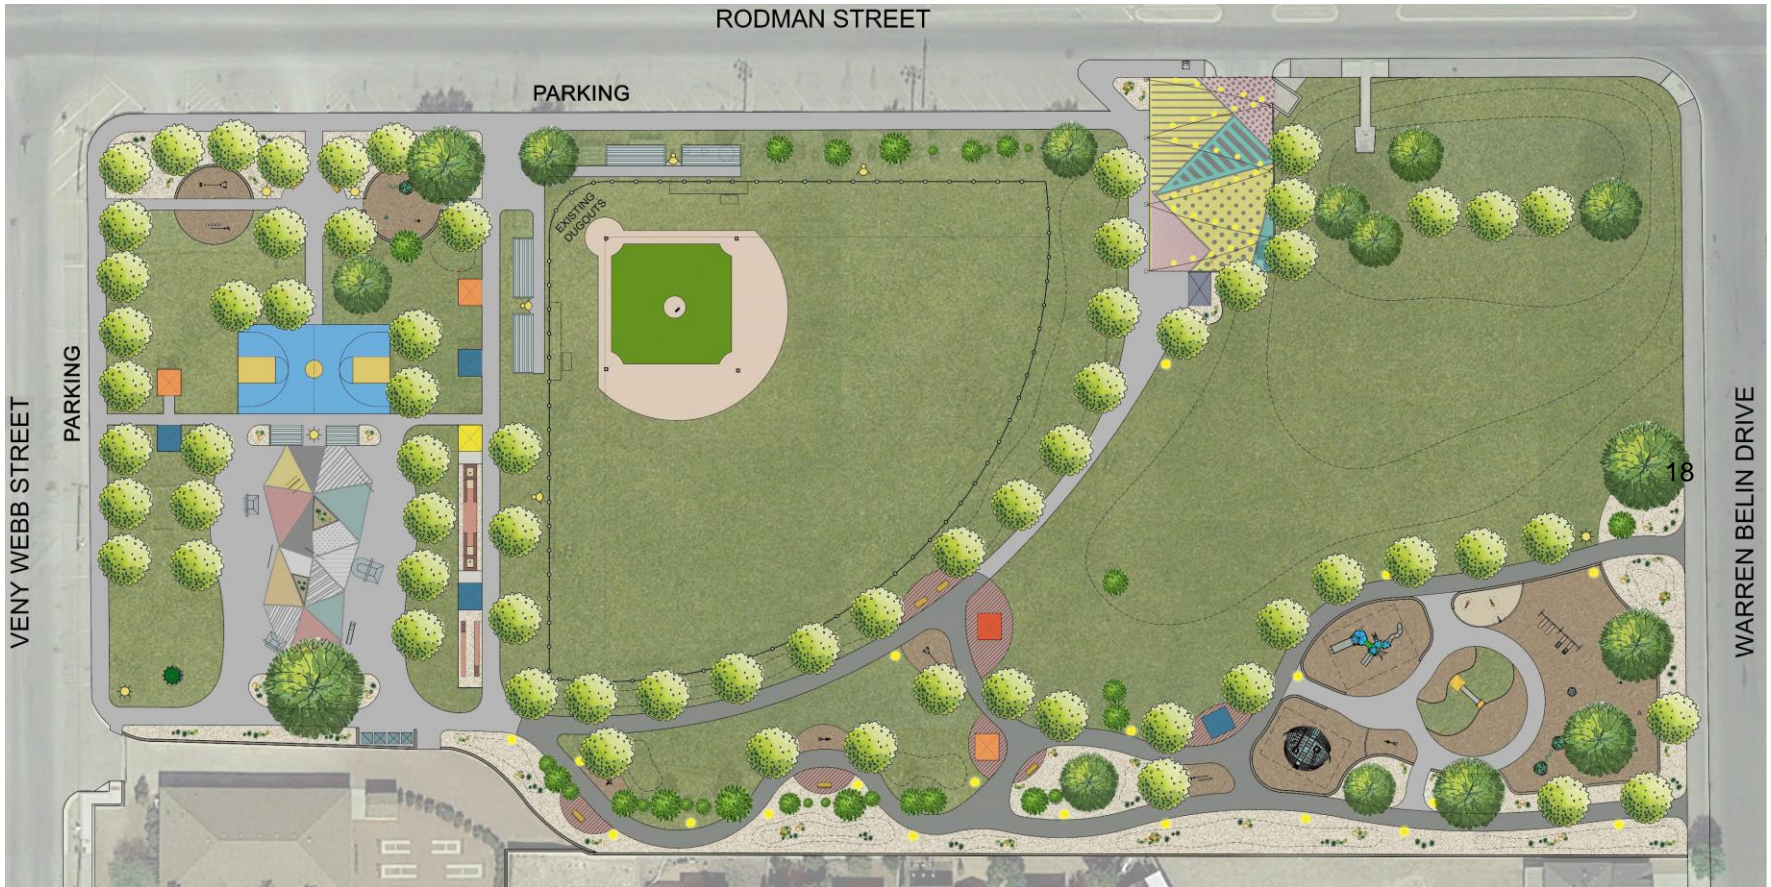 RODMAN STREET
PARKING
EXISTING
DUGOUTS
PARKING
VENY WEBB STREET
WARREN BELIN DRIVE
18